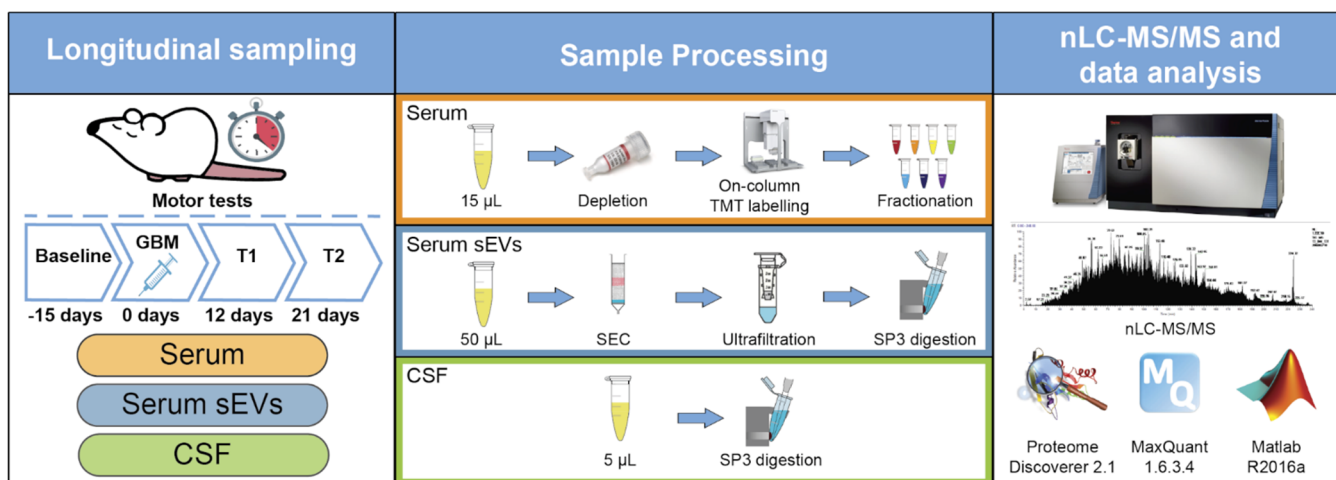 Longitudinal sampling
Motor tests
Baseline
GBM
T1
T2
-15 days
0 days
12 days
21 days
Serum
Serum sEVs
CSF
Sample Processing
Serum
15 µL
Depletion
On-column
TMT labelling
Fractionation
Serum sEVs
50 µL
SEC
Ultrafiltration
SP3 digestion
CSF
5 µL
SP3 digestion
nLC-MS/MS and
data analysis
nLC-MS/MS
MQ
Proteome
Discoverer 2.1
MaxQuant
1.6.3.4
Matlab
R2016a